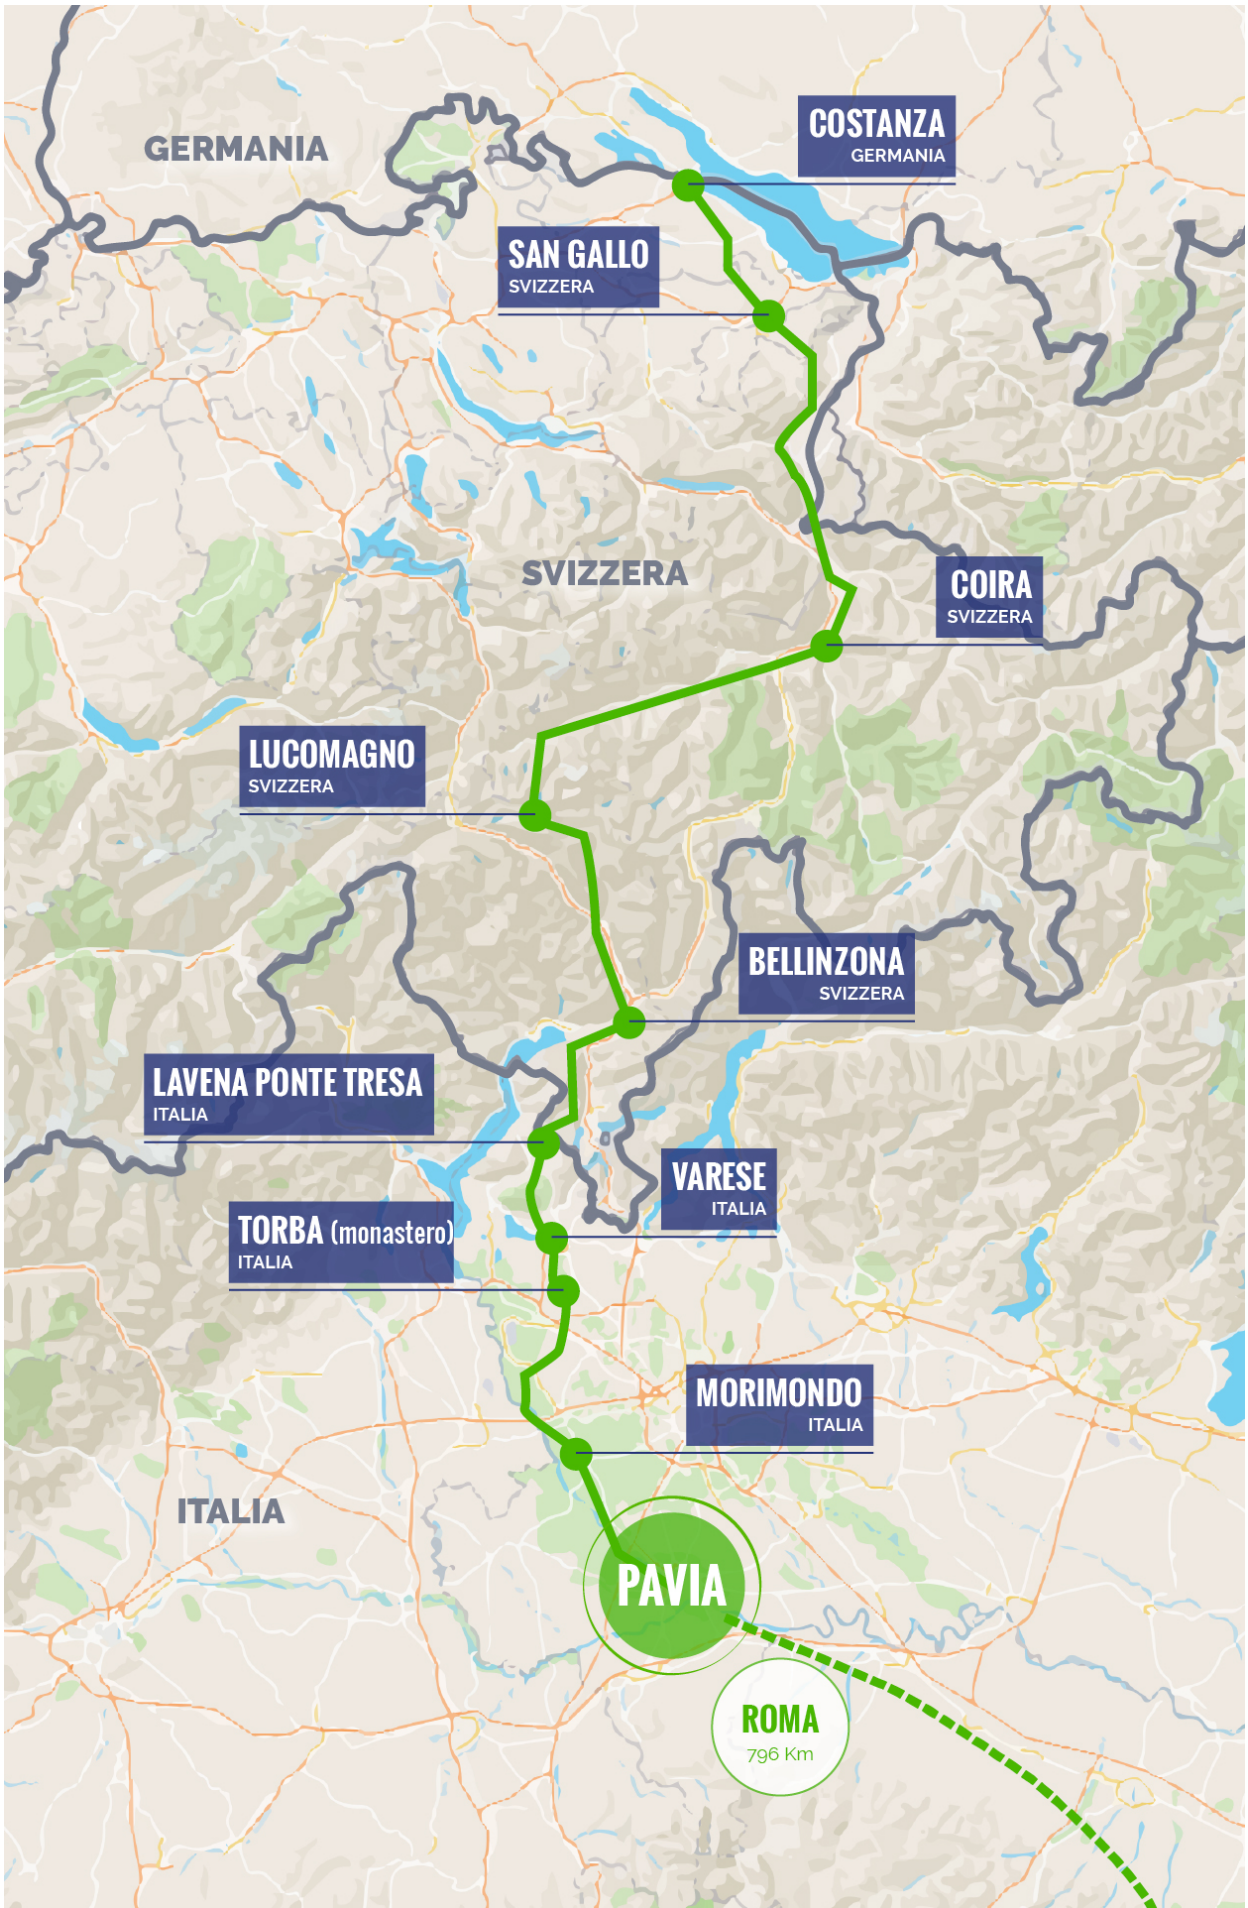 COSTANZA
GERMANIA
GERMANIA
SAN GALLO
SVIZZERA
SVIZZERA
COIRA
SVIZZERA
LUCOMAGNO
SVIZZERA
BELLINZONA
SVIZZERA
LAVENA PONTE TRESA
ITALIA
VARESE
ITALIA
TORBA (monastero)
ITALIA
MORIMONDO
ITALIA
ITALIA
PAVIA
ROMA
796 Km